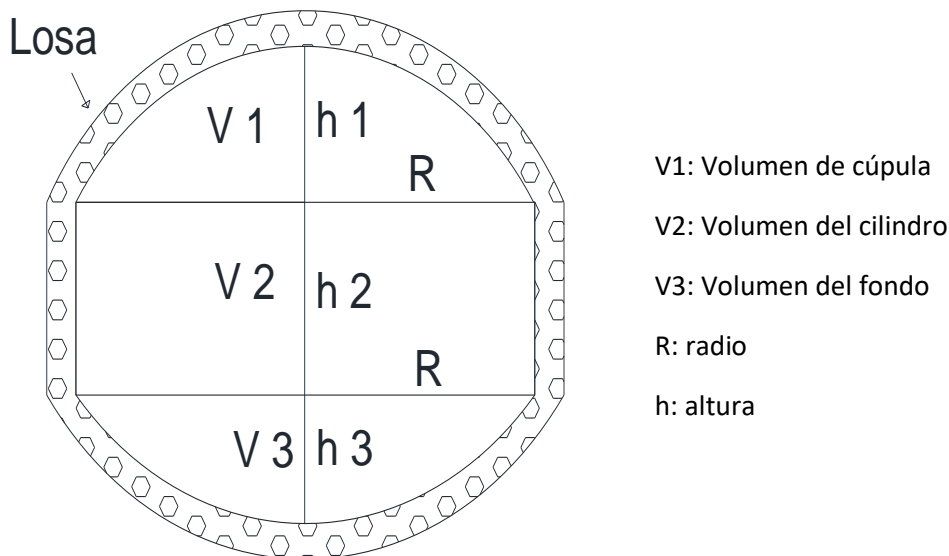 Losa
V 1
h 1
R
V 2
h 2
R
V 3
h 3
V1: Volumen de cúpula
V2: Volumen del cilindro
V3: Volumen del fondo
R: radio
h: altura